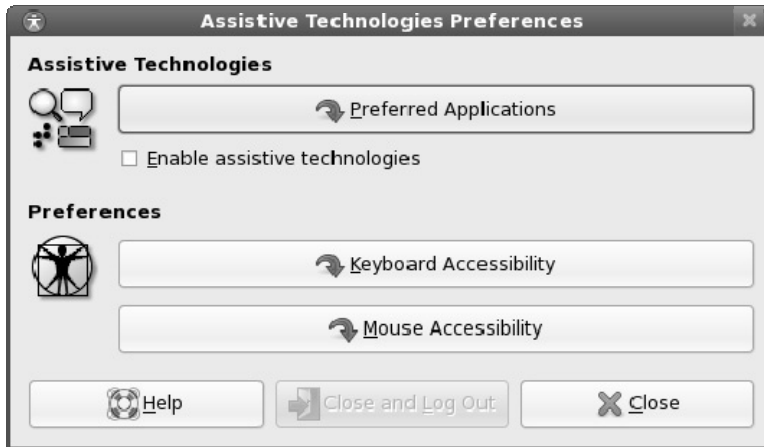 Assistive Technologies Preferences
Assistive Technologies
Preferred Applications
Enable assistive technologies
Preferences
Keyboard Accessibility
Mouse Accessibility
Help
Close and Log Out
Close